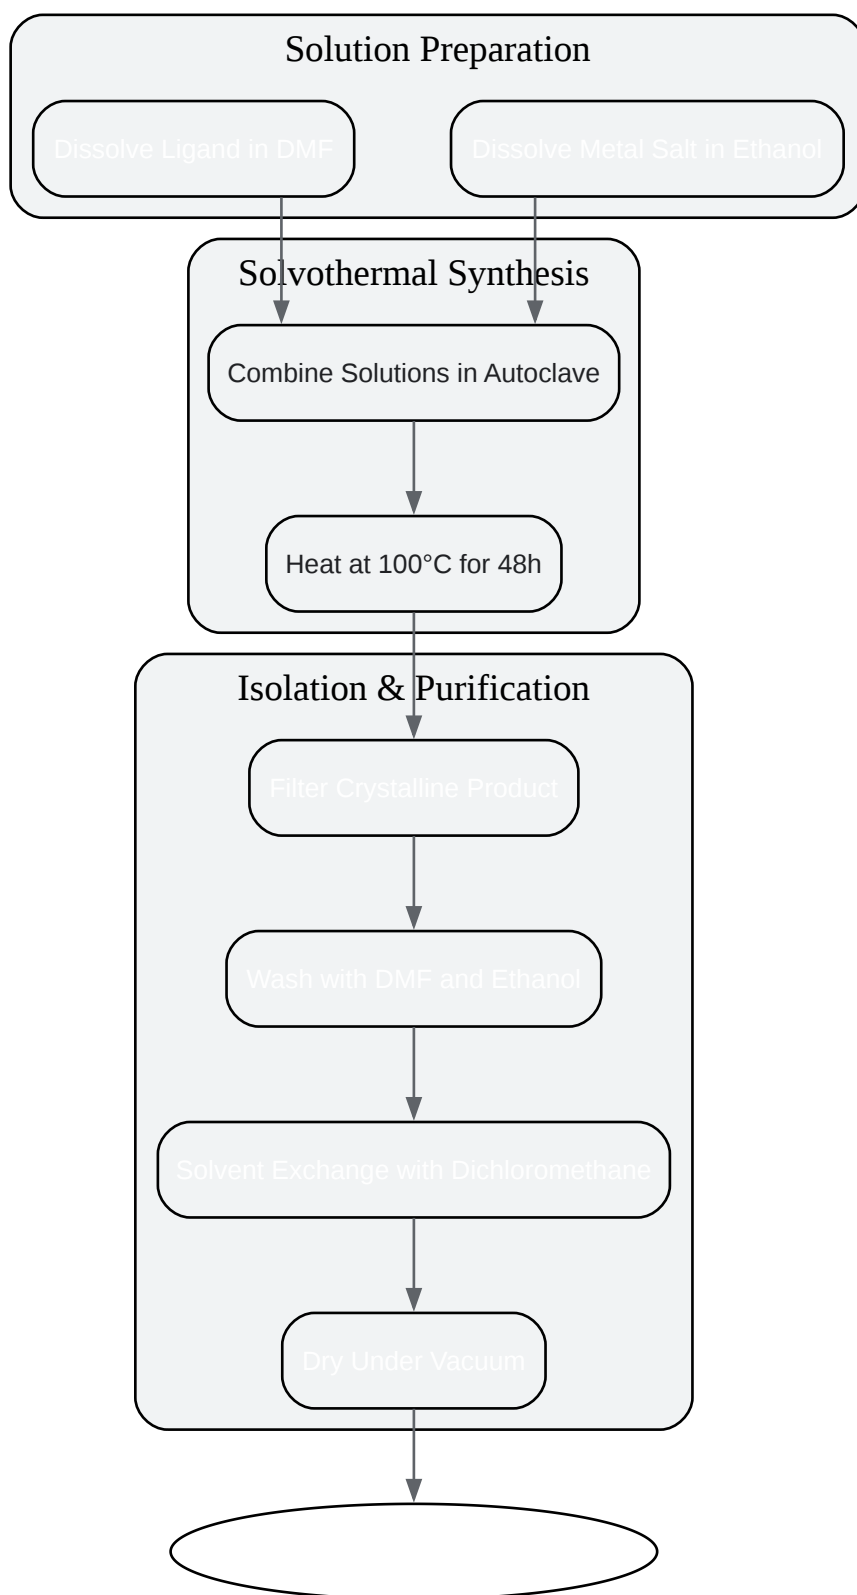 Solution Preparation
Dissolve Ligand in DMF
Dissolve Metal Salt in Ethanol
Solvothermal Synthesis
Combine Solutions in Autoclave
Heat at 100°C for 48h
Isolation & Purification
Filter Crystalline Product
Wash with DMF and Ethanol
Solvent Exchange with Dichloromethane
Dry Under Vacuum